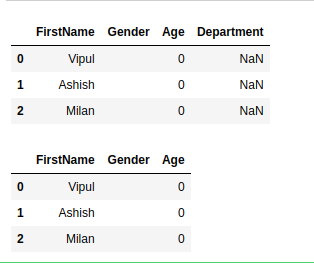 FirstName Gender Age Department
0 Vipul 0 NaN
1 Ashish 0 NaN
2 Milan 0 NaN
FirstName Gender Age
0 Vipul 0
1 Ashish 0
2 Milan 0